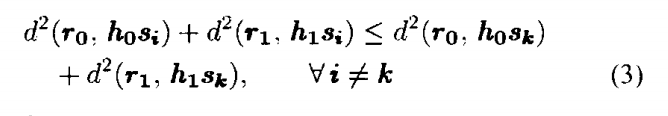 d²(r₀, h₀sᵢ) + d²(r₁, h₁sᵢ) ≤ d²(r₀, h₀sₖ)
+ d²(r₁, h₁sₖ), ∀ i ≠ k (3)